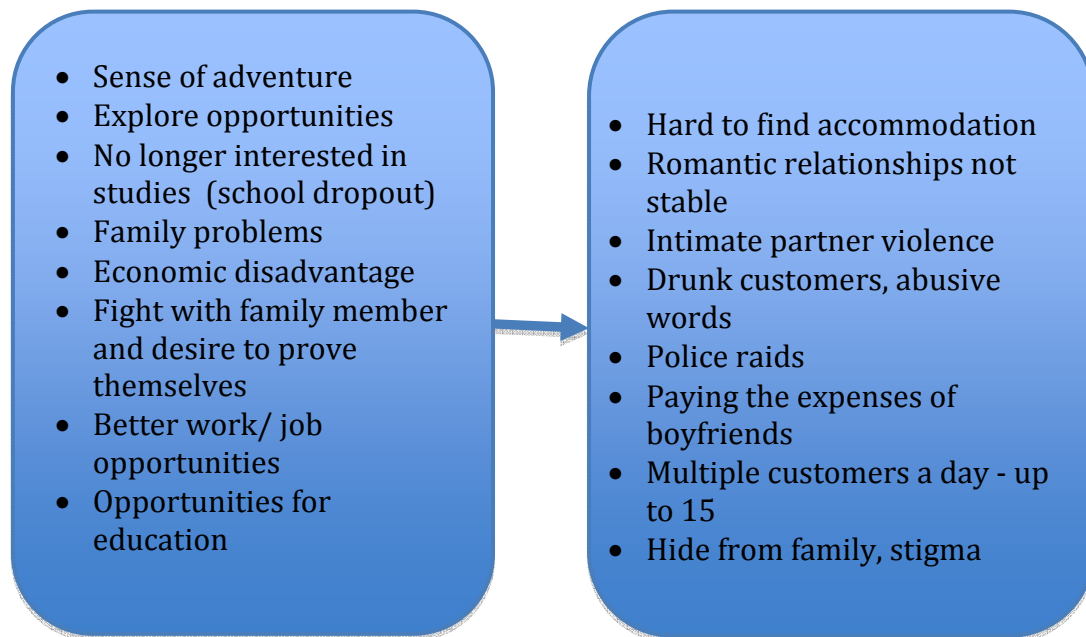 • Sense of adventure
• Explore opportunities
• No longer interested in
studies (school dropout)
• Family problems
• Economic disadvantage
• Fight with family member
and desire to prove
themselves
• Better work/ job
opportunities
• Opportunities for
education
• Hard to find accommodation
• Romantic relationships not
stable
• Intimate partner violence
• Drunk customers, abusive
words
• Police raids
• Paying the expenses of
boyfriends
• Multiple customers a day - up
to 15
• Hide from family, stigma